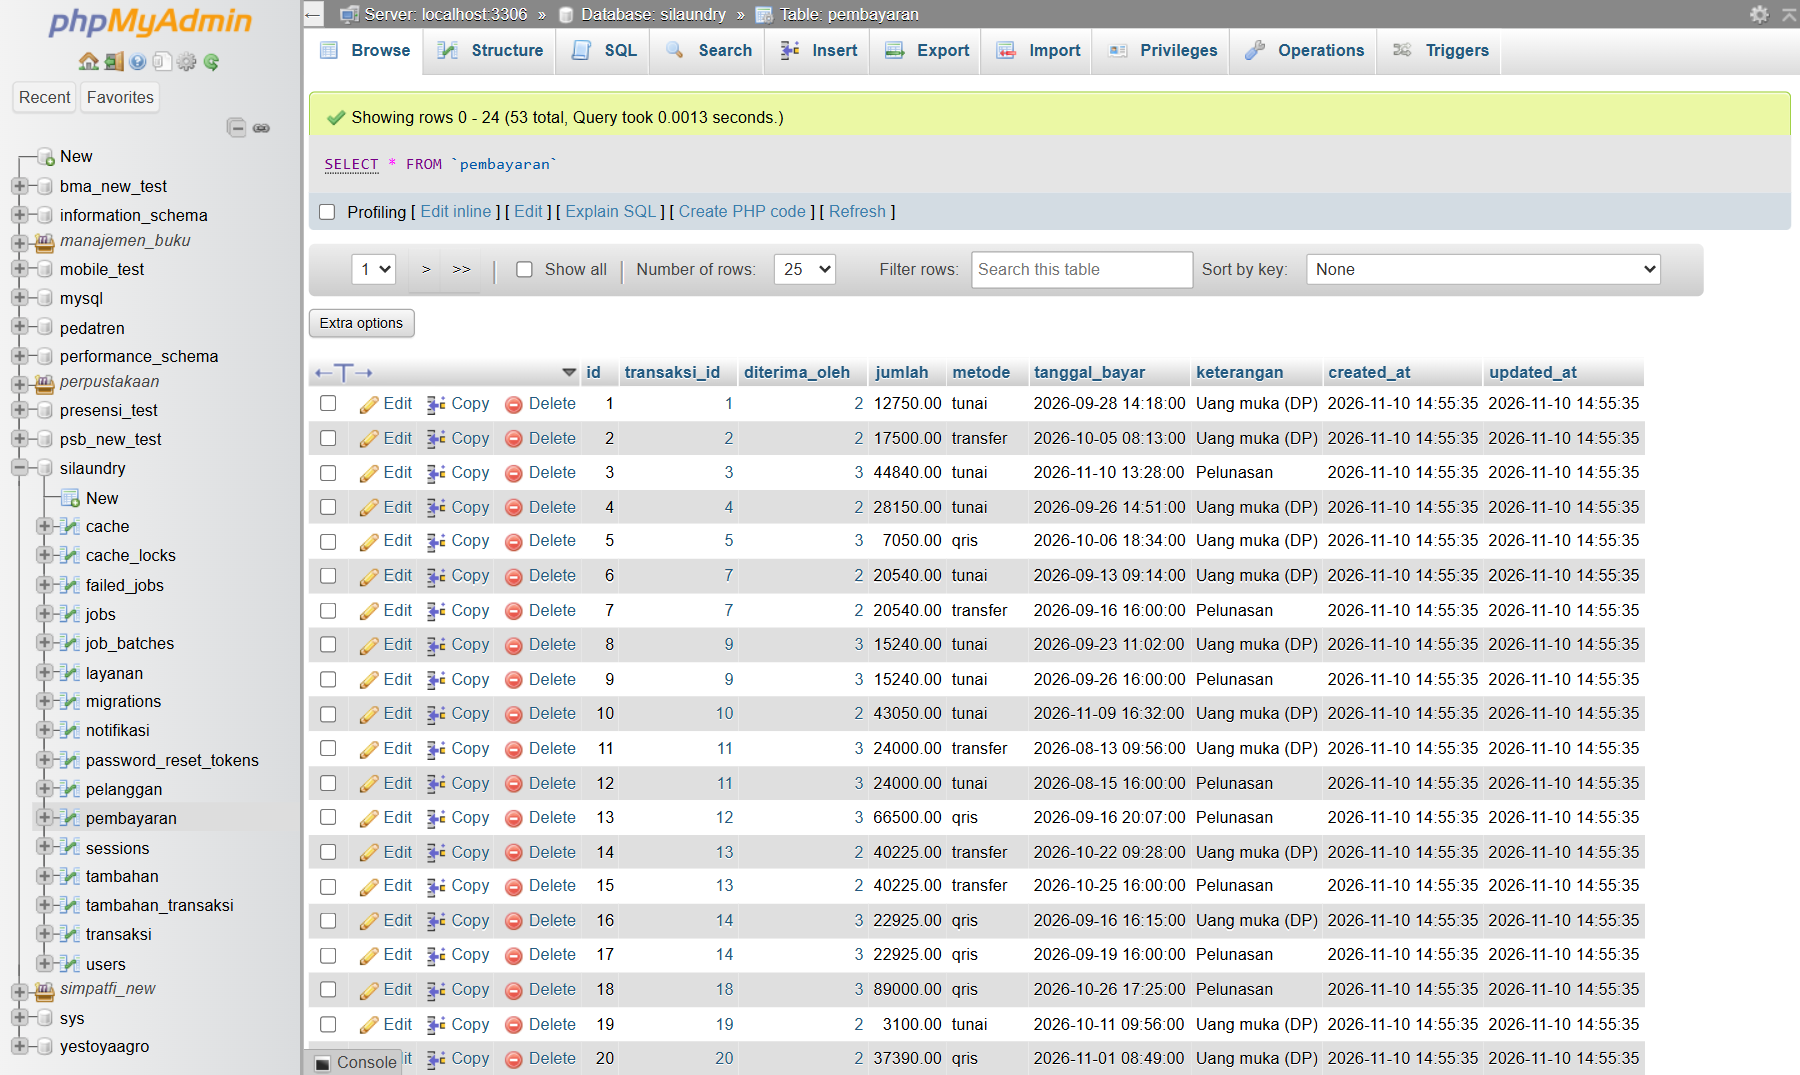 phpMyAdmin
Recent Favorites
New
bma_new_test
information_schema
manajemen_buku
mobile_test
mysql
pedatren
performance_schema
perpustakaan
presensi_test
psb_new_test
silaundry
New
cache
cache_locks
failed_jobs
jobs
job_batches
layanan
migrations
notifikasi
password_reset_tokens
pelanggan
pembayaran
sessions
tambahan
tambahan_transaksi
transaksi
users
simpatfi_new
sys
yestoyaagro
Server: localhost:3306 » Database: silaundry » Table: pembayaran
Browse Structure SQL Search Insert Export Import Privileges Operations Triggers
Showing rows 0 - 24 (53 total, Query took 0.0013 seconds.)
SELECT * FROM `pembayaran`
Profiling [ Edit inline ] [ Edit ] [ Explain SQL ] [ Create PHP code ] [ Refresh ]
1 > >> Show all Number of rows: 25 Filter rows: Search this table Sort by key: None
Extra options
id transaksi_id diterima_oleh jumlah metode tanggal_bayar keterangan created_at updated_at
Edit Copy Delete 1 1 2 12750.00 tunai 2026-09-28 14:18:00 Uang muka (DP) 2026-11-10 14:55:35 2026-11-10 14:55:35
Edit Copy Delete 2 2 2 17500.00 transfer 2026-10-05 08:13:00 Uang muka (DP) 2026-11-10 14:55:35 2026-11-10 14:55:35
Edit Copy Delete 3 3 3 44840.00 tunai 2026-11-10 13:28:00 Pelunasan 2026-11-10 14:55:35 2026-11-10 14:55:35
Edit Copy Delete 4 4 2 28150.00 tunai 2026-09-26 14:51:00 Uang muka (DP) 2026-11-10 14:55:35 2026-11-10 14:55:35
Edit Copy Delete 5 5 3 7050.00 qris 2026-10-06 18:34:00 Uang muka (DP) 2026-11-10 14:55:35 2026-11-10 14:55:35
Edit Copy Delete 6 7 2 20540.00 tunai 2026-09-13 09:14:00 Uang muka (DP) 2026-11-10 14:55:35 2026-11-10 14:55:35
Edit Copy Delete 7 7 2 20540.00 transfer 2026-09-16 16:00:00 Pelunasan 2026-11-10 14:55:35 2026-11-10 14:55:35
Edit Copy Delete 8 9 3 15240.00 tunai 2026-09-23 11:02:00 Uang muka (DP) 2026-11-10 14:55:35 2026-11-10 14:55:35
Edit Copy Delete 9 9 3 15240.00 tunai 2026-09-26 16:00:00 Pelunasan 2026-11-10 14:55:35 2026-11-10 14:55:35
Edit Copy Delete 10 10 2 43050.00 tunai 2026-11-09 16:32:00 Uang muka (DP) 2026-11-10 14:55:35 2026-11-10 14:55:35
Edit Copy Delete 11 11 3 24000.00 transfer 2026-08-13 09:56:00 Uang muka (DP) 2026-11-10 14:55:35 2026-11-10 14:55:35
Edit Copy Delete 12 11 3 24000.00 tunai 2026-08-15 16:00:00 Pelunasan 2026-11-10 14:55:35 2026-11-10 14:55:35
Edit Copy Delete 13 12 3 66500.00 qris 2026-09-16 20:07:00 Pelunasan 2026-11-10 14:55:35 2026-11-10 14:55:35
Edit Copy Delete 14 13 2 40225.00 transfer 2026-10-22 09:28:00 Uang muka (DP) 2026-11-10 14:55:35 2026-11-10 14:55:35
Edit Copy Delete 15 13 2 40225.00 transfer 2026-10-25 16:00:00 Pelunasan 2026-11-10 14:55:35 2026-11-10 14:55:35
Edit Copy Delete 16 14 3 22925.00 qris 2026-09-16 16:15:00 Uang muka (DP) 2026-11-10 14:55:35 2026-11-10 14:55:35
Edit Copy Delete 17 14 3 22925.00 qris 2026-09-19 16:00:00 Pelunasan 2026-11-10 14:55:35 2026-11-10 14:55:35
Edit Copy Delete 18 18 3 89000.00 qris 2026-10-26 17:25:00 Pelunasan 2026-11-10 14:55:35 2026-11-10 14:55:35
Edit Copy Delete 19 19 2 3100.00 tunai 2026-10-11 09:56:00 Uang muka (DP) 2026-11-10 14:55:35 2026-11-10 14:55:35
Copy Delete 20 20 2 37390.00 qris 2026-11-01 08:49:00 Uang muka (DP) 2026-11-10 14:55:35 2026-11-10 14:55:35
Console